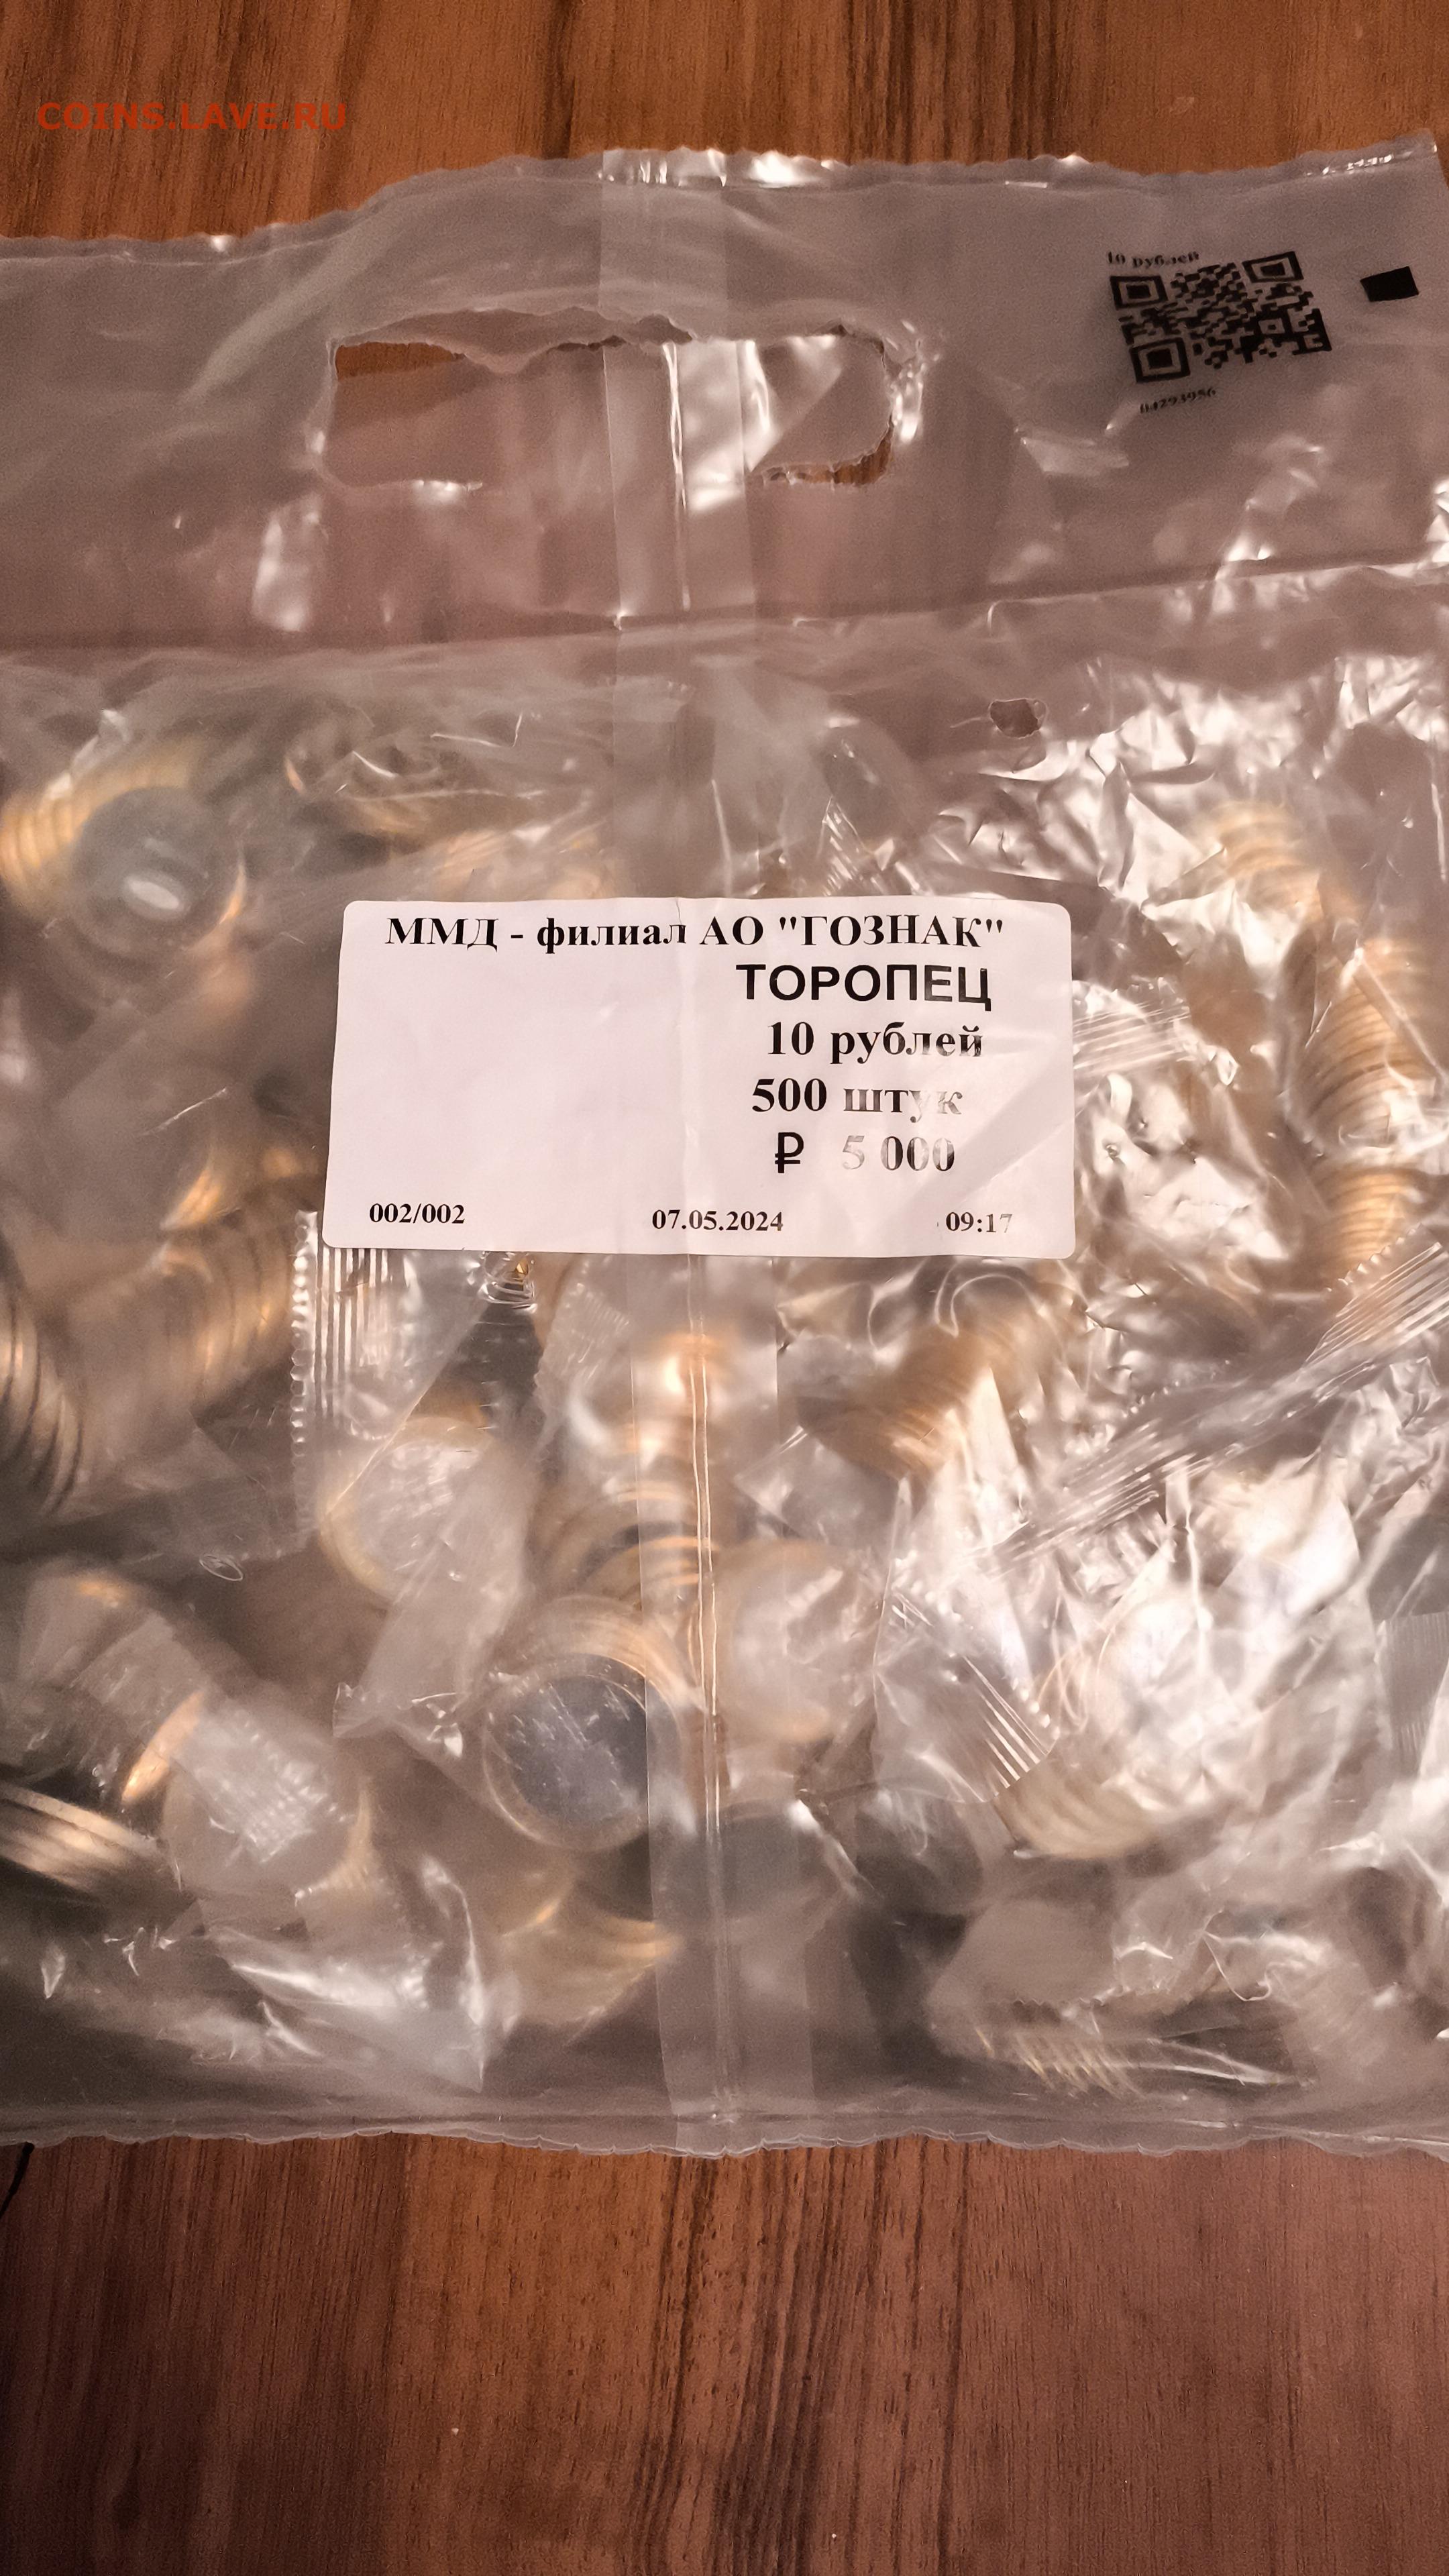 COINS.LAVE.RU
10 рублей
04293956
ММД - филиал АО "ГОЗНАК"
ТОРОПЕЦ
10 рублей
500 штук
₽ 5 000
002/002 07.05.2024 09:17